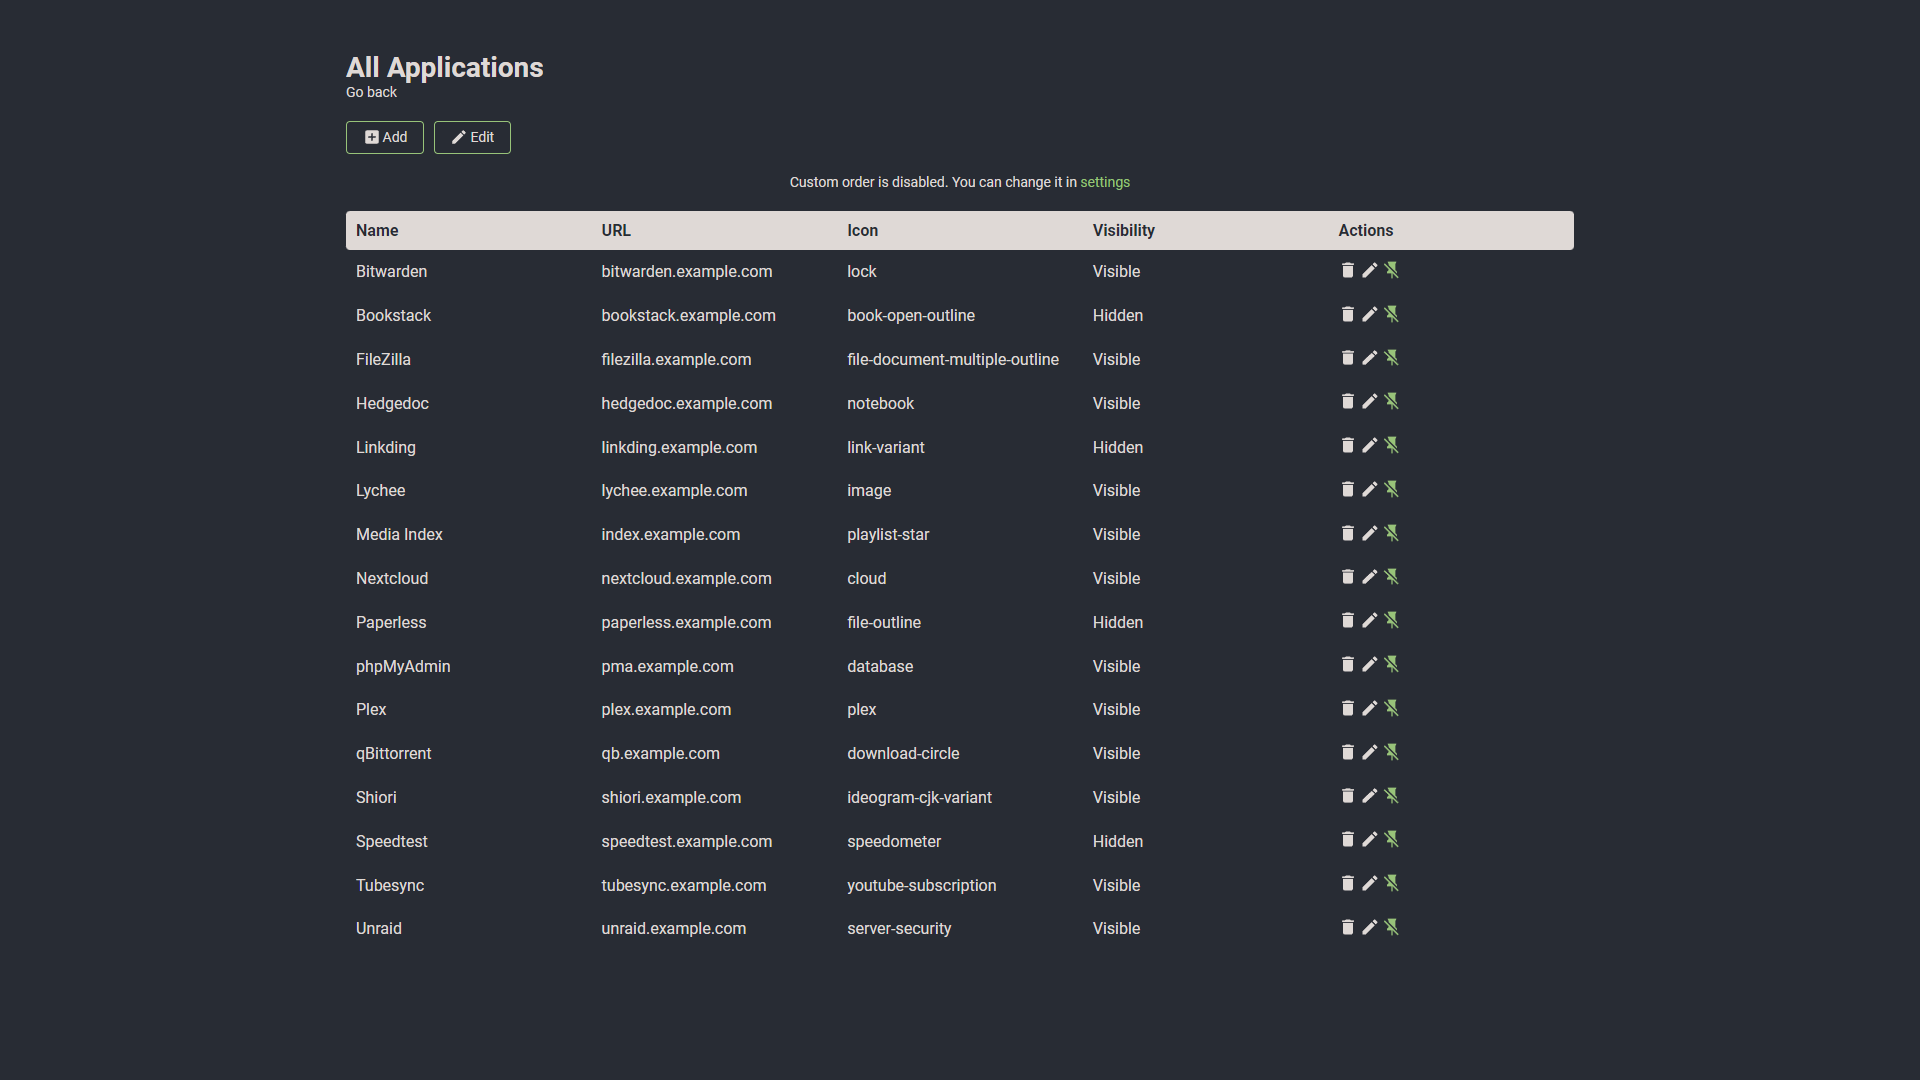 All Applications
Go back
Add Edit
Custom order is disabled. You can change it in settings
Name URL Icon Visibility Actions
Bitwarden bitwarden.example.com lock Visible
Bookstack bookstack.example.com book-open-outline Hidden
FileZilla filezilla.example.com file-document-multiple-outline Visible
Hedgedoc hedgedoc.example.com notebook Visible
Linkding linkding.example.com link-variant Hidden
Lychee lychee.example.com image Visible
Media Index index.example.com playlist-star Visible
Nextcloud nextcloud.example.com cloud Visible
Paperless paperless.example.com file-outline Hidden
phpMyAdmin pma.example.com database Visible
Plex plex.example.com plex Visible
qBittorrent qb.example.com download-circle Visible
Shiori shiori.example.com ideogram-cjk-variant Visible
Speedtest speedtest.example.com speedometer Hidden
Tubesync tubesync.example.com youtube-subscription Visible
Unraid unraid.example.com server-security Visible